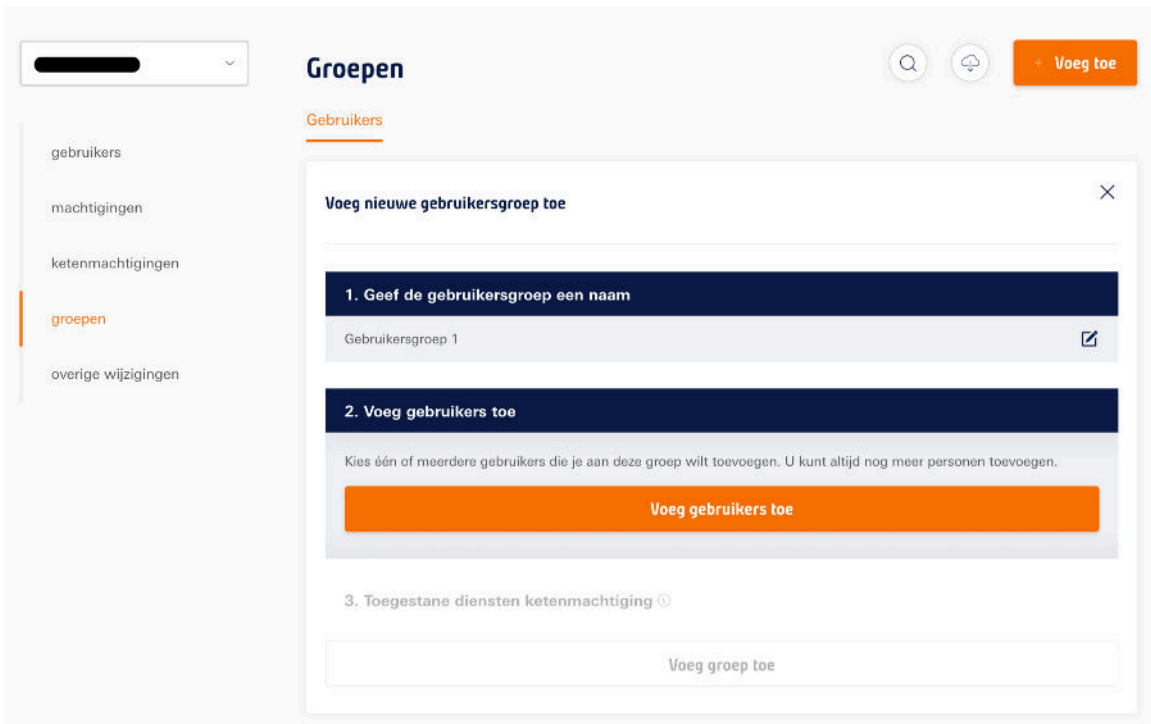 Groepen
+ Voeg toe
Gebruikers
gebruikers
machtigingen
ketenmachtigingen
groepen
overige wijzigingen
Voeg nieuwe gebruikersgroep toe
1. Geef de gebruikersgroep een naam
Gebruikersgroep 1
2. Voeg gebruikers toe
Kies één of meerdere gebruikers die je aan deze groep wilt toevoegen. U kunt altijd nog meer personen toevoegen.
Voeg gebruikers toe
3. Toegestane diensten ketenmachtiging
Voeg groep toe